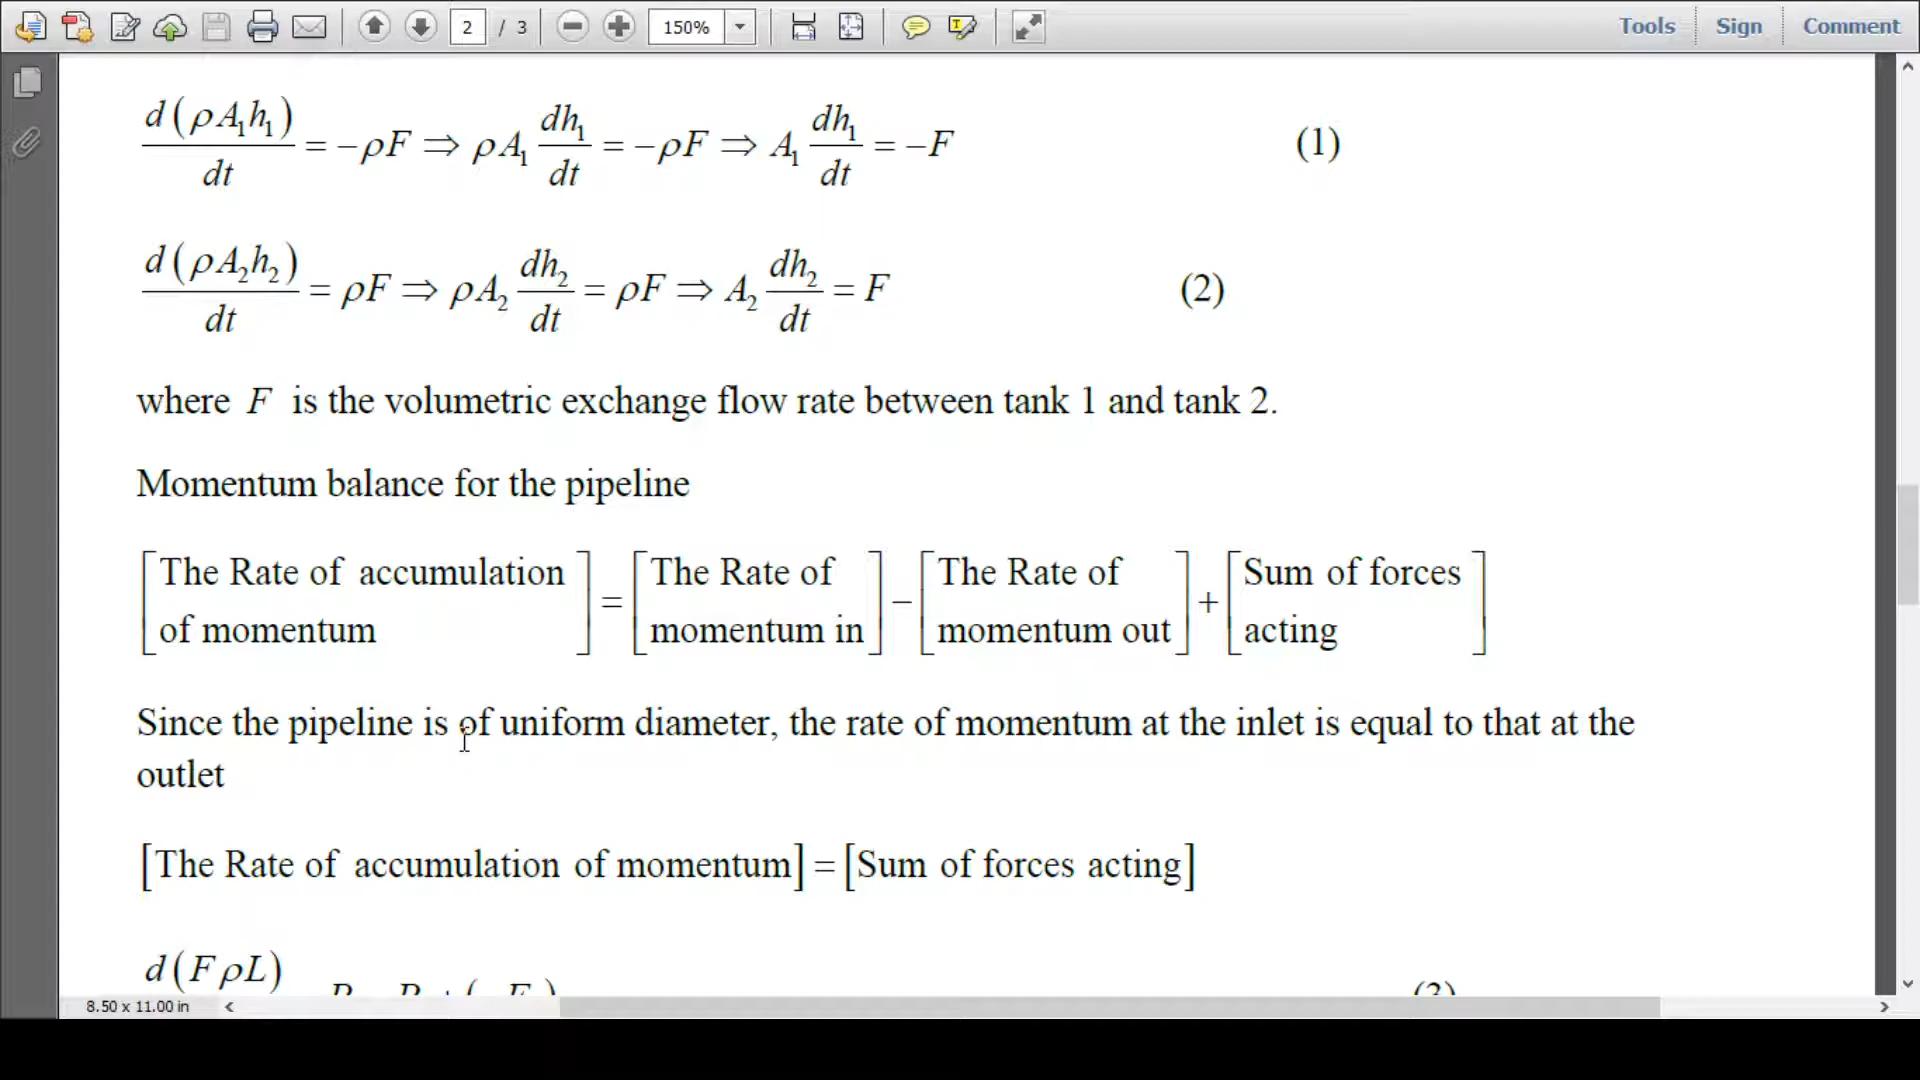 2 / 3 150% Tools Sign Comment
d(ρA₁h₁)/dt = −ρF ⇒ ρA₁ dh₁/dt = −ρF ⇒ A₁ dh₁/dt = −F (1)
d(ρA₂h₂)/dt = ρF ⇒ ρA₂ dh₂/dt = ρF ⇒ A₂ dh₂/dt = F (2)
where F is the volumetric exchange flow rate between tank 1 and tank 2.
Momentum balance for the pipeline
[The Rate of accumulation of momentum] = [The Rate of momentum in] − [The Rate of momentum out] + [Sum of forces acting]
Since the pipeline is of uniform diameter, the rate of momentum at the inlet is equal to that at the
outlet
[The Rate of accumulation of momentum] = [Sum of forces acting]
d(FρL)
8.50 x 11.00 in